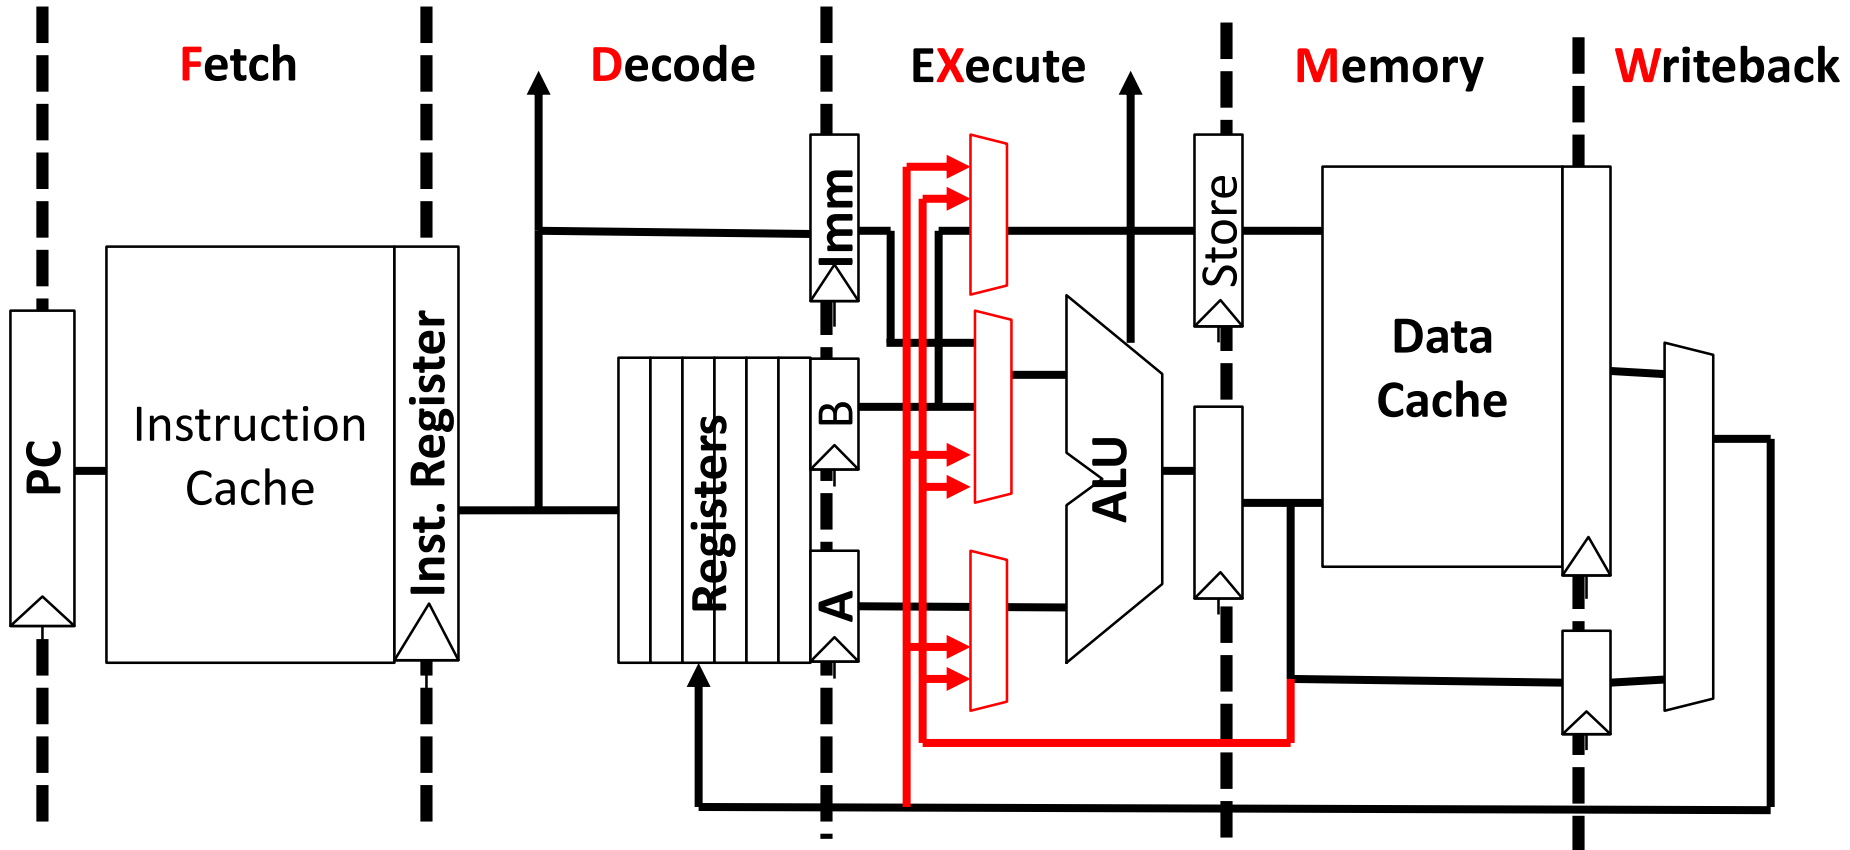 Fetch
Decode
EXecute
Memory
Writeback
PC
Instruction
Cache
Inst. Register
Registers
Imm
B
A
ALU
Store
Data
Cache